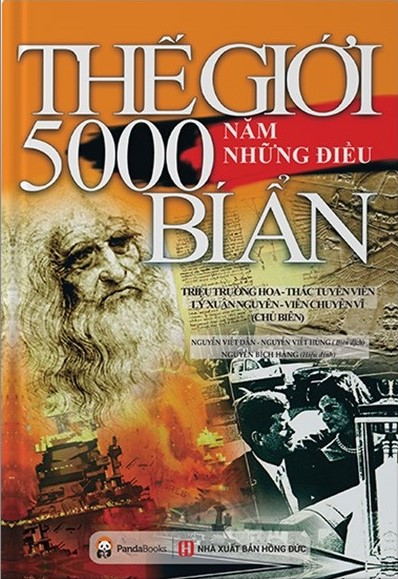 THẾ GIỚI
5000 NĂM
NHỮNG ĐIỀU
BÍ ẨN
TRIỆU TRƯỜNG HOA - THÁC TUYÊN VIÊN
LÝ XUÂN NGUYÊN - VIÊN CHUYÊN VĨ
(CHỦ BIÊN)
NGUYỄN VIẾT DẦN - NGUYỄN VIẾT HÙNG (Biên dịch)
NGUYỄN BÍCH HẰNG (Hiệu đính)
PandaBooks
NHÀ XUẤT BẢN HỒNG ĐỨC